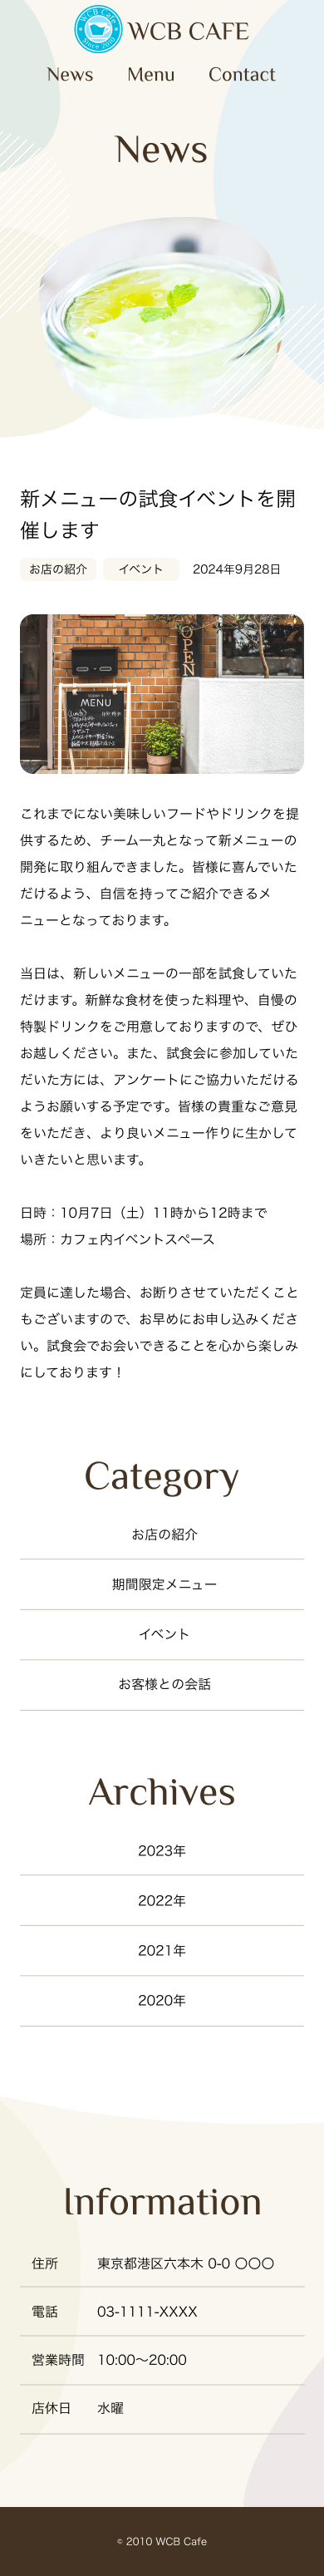 WCB Cafe
Since 2010
WCB CAFE
News Menu Contact
News
新メニューの試食イベントを開
催します
お店の紹介 イベント 2024年9月28日
OPEN
TODAY'S
MENU
これまでにない美味しいフードやドリンクを提
供するため、チーム一丸となって新メニューの
開発に取り組んできました。皆様に喜んでいた
だけるよう、自信を持ってご紹介できるメ
ニューとなっております。
当日は、新しいメニューの一部を試食していた
だけます。新鮮な食材を使った料理や、自慢の
特製ドリンクをご用意しておりますので、ぜひ
お越しください。また、試食会に参加していた
だいた方には、アンケートにご協力いただける
ようお願いする予定です。皆様の貴重なご意見
をいただき、より良いメニュー作りに生かして
いきたいと思います。
日時：10月7日（土）11時から12時まで
場所：カフェ内イベントスペース
定員に達した場合、お断りさせていただくこと
もございますので、お早めにお申し込みくださ
い。試食会でお会いできることを心から楽しみ
にしております！
Category
お店の紹介
期間限定メニュー
イベント
お客様との会話
Archives
2023年
2022年
2021年
2020年
Information
住所 東京都港区六本木 0-0 〇〇〇
電話 03-1111-XXXX
営業時間 10:00〜20:00
店休日 水曜
© 2010 WCB Cafe